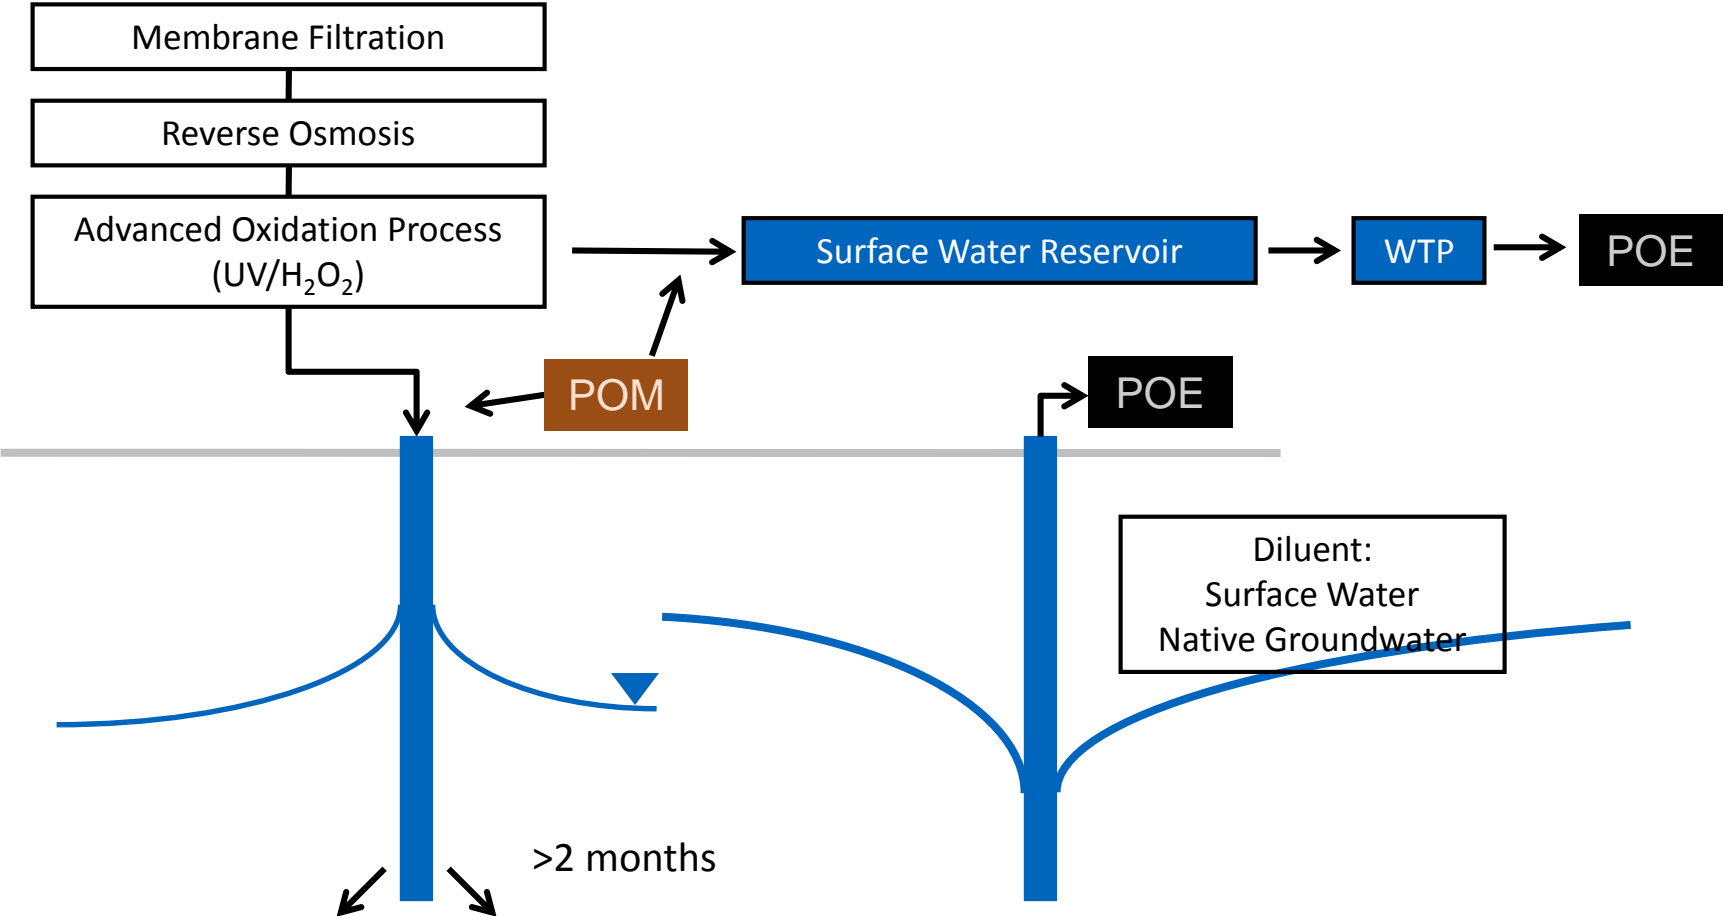 Membrane Filtration
Reverse Osmosis
Advanced Oxidation Process
(UV/H₂O₂)
Surface Water Reservoir
WTP
POE
POM
POE
Diluent:
Surface Water
Native Groundwater
>2 months